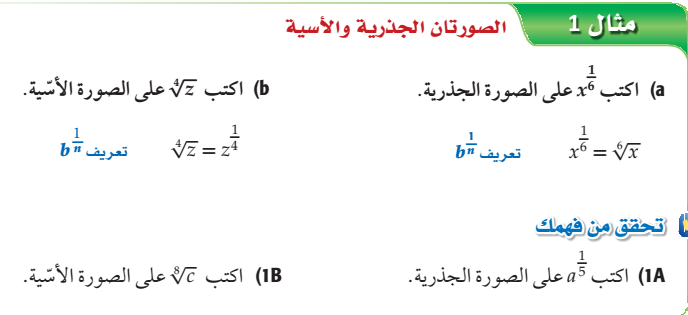 مثال 1 الصورتان الجذرية والأسية
a) اكتب $x^{\frac{1}{6}}$ على الصورة الجذرية. b) اكتب $\sqrt[4]{z}$ على الصورة الأسّية.
$x^{\frac{1}{6}} = \sqrt[6]{x}$ تعريف $b^{\frac{1}{n}}$ $\sqrt[4]{z} = z^{\frac{1}{4}}$ تعريف $b^{\frac{1}{n}}$
تحقق من فهمك
1A) اكتب $a^{\frac{1}{5}}$ على الصورة الجذرية. 1B) اكتب $\sqrt[8]{c}$ على الصورة الأسّية.